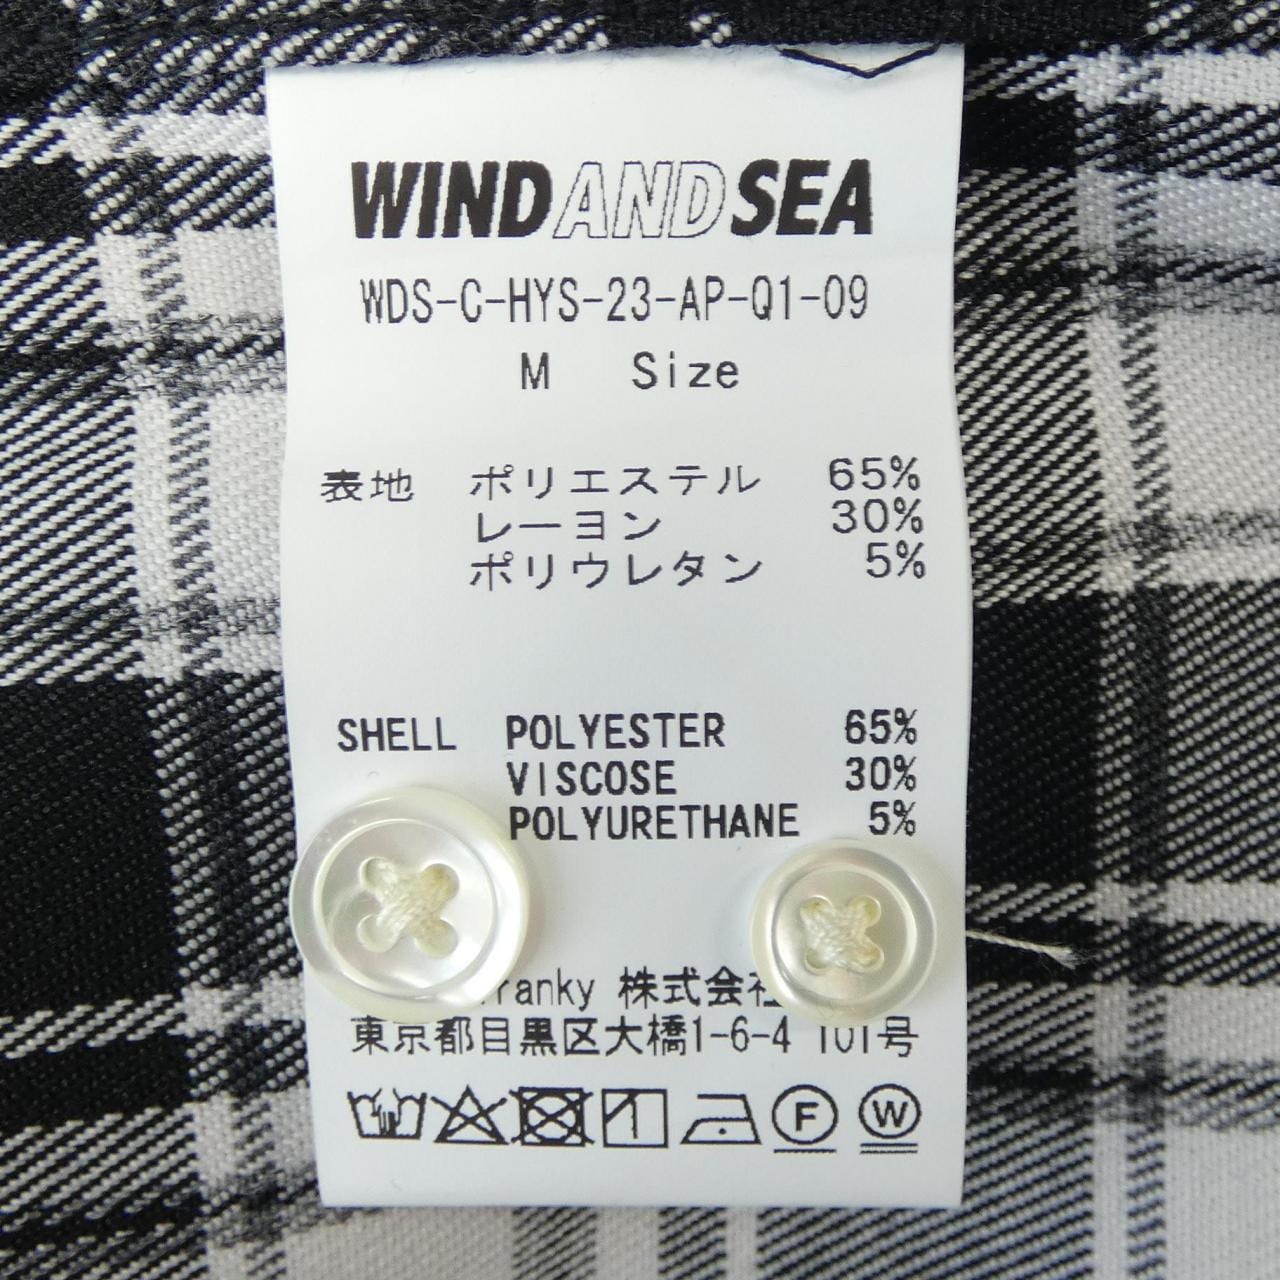 WIND AND SEA
WDS-C-HYS-23-AP-Q1-09
M Size
表地 ポリエステル 65%
レーヨン 30%
ポリウレタン 5%
SHELL POLYESTER 65%
VISCOSE 30%
POLYURETHANE 5%
株式会
東京都目黒区大橋1-6-4 101号
F W